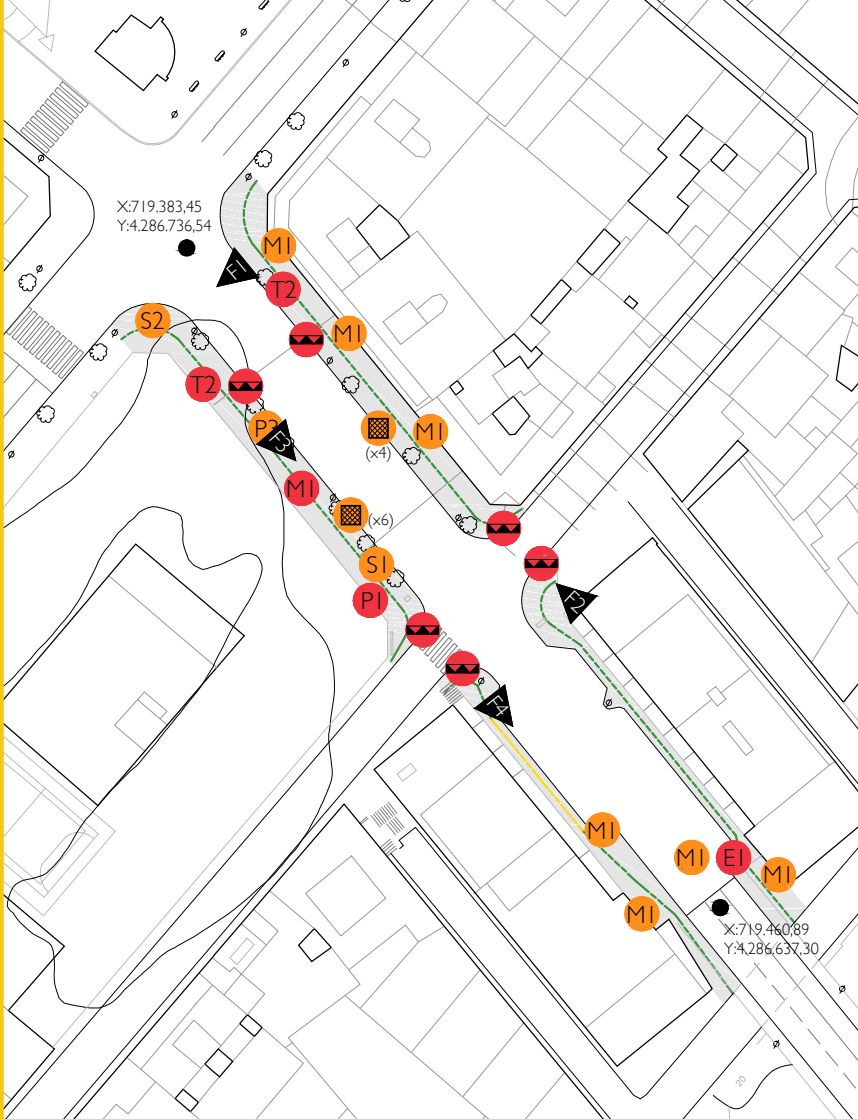 X:719.383,45
Y:4.286.736,54
M1
F1
T2
S2
M1
T2
P3
F3
M1
(x4)
M1
(x6)
S1
P1
F2
F4
M1
M1
E1
M1
M1
X:719.460,89
Y:4.286.637,30
20